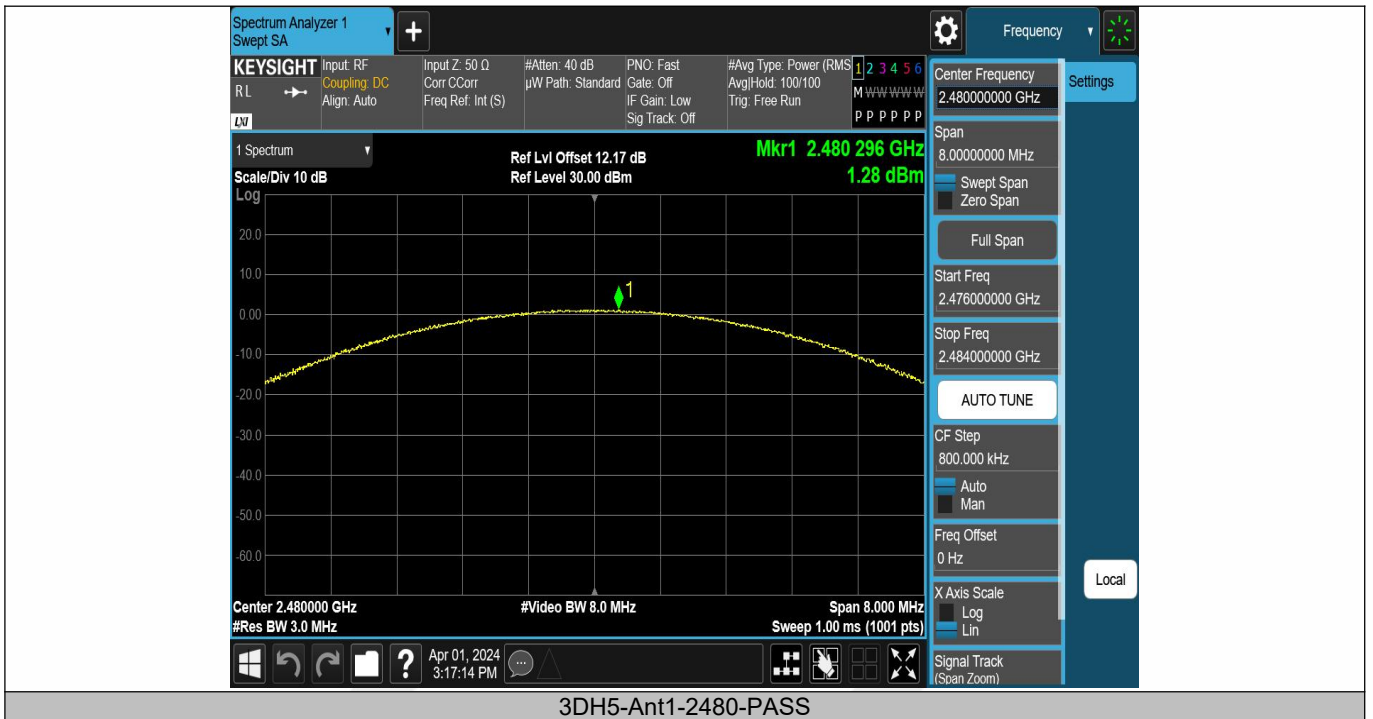 Spectrum Analyzer 1
Swept SA
+
Frequency
KEYSIGHT
RL
LXI
Input: RF
Coupling: DC
Align: Auto
Input Z: 50 Ω
Corr CCorr
Freq Ref: Int (S)
#Atten: 40 dB
µW Path: Standard
PNO: Fast
Gate: Off
IF Gain: Low
Sig Track: Off
#Avg Type: Power (RMS
Avg|Hold: 100/100
Trig: Free Run
1 2 3 4 5 6
M W W W W W
P P P P P P
1 Spectrum
Scale/Div 10 dB
Log
Ref Lvl Offset 12.17 dB
Ref Level 30.00 dBm
Mkr1 2.480 296 GHz
1.28 dBm
20.0
10.0
1
0.00
-10.0
-20.0
-30.0
-40.0
-50.0
-60.0
Center 2.480000 GHz
#Video BW 8.0 MHz
Span 8.000 MHz
#Res BW 3.0 MHz
Sweep 1.00 ms (1001 pts)
?
Apr 01, 2024
3:17:14 PM
Center Frequency
2.480000000 GHz
Settings
Span
8.00000000 MHz
Swept Span
Zero Span
Full Span
Start Freq
2.476000000 GHz
Stop Freq
2.484000000 GHz
AUTO TUNE
CF Step
800.000 kHz
Auto
Man
Freq Offset
0 Hz
Local
X Axis Scale
Log
Lin
Signal Track
(Span Zoom)
3DH5-Ant1-2480-PASS